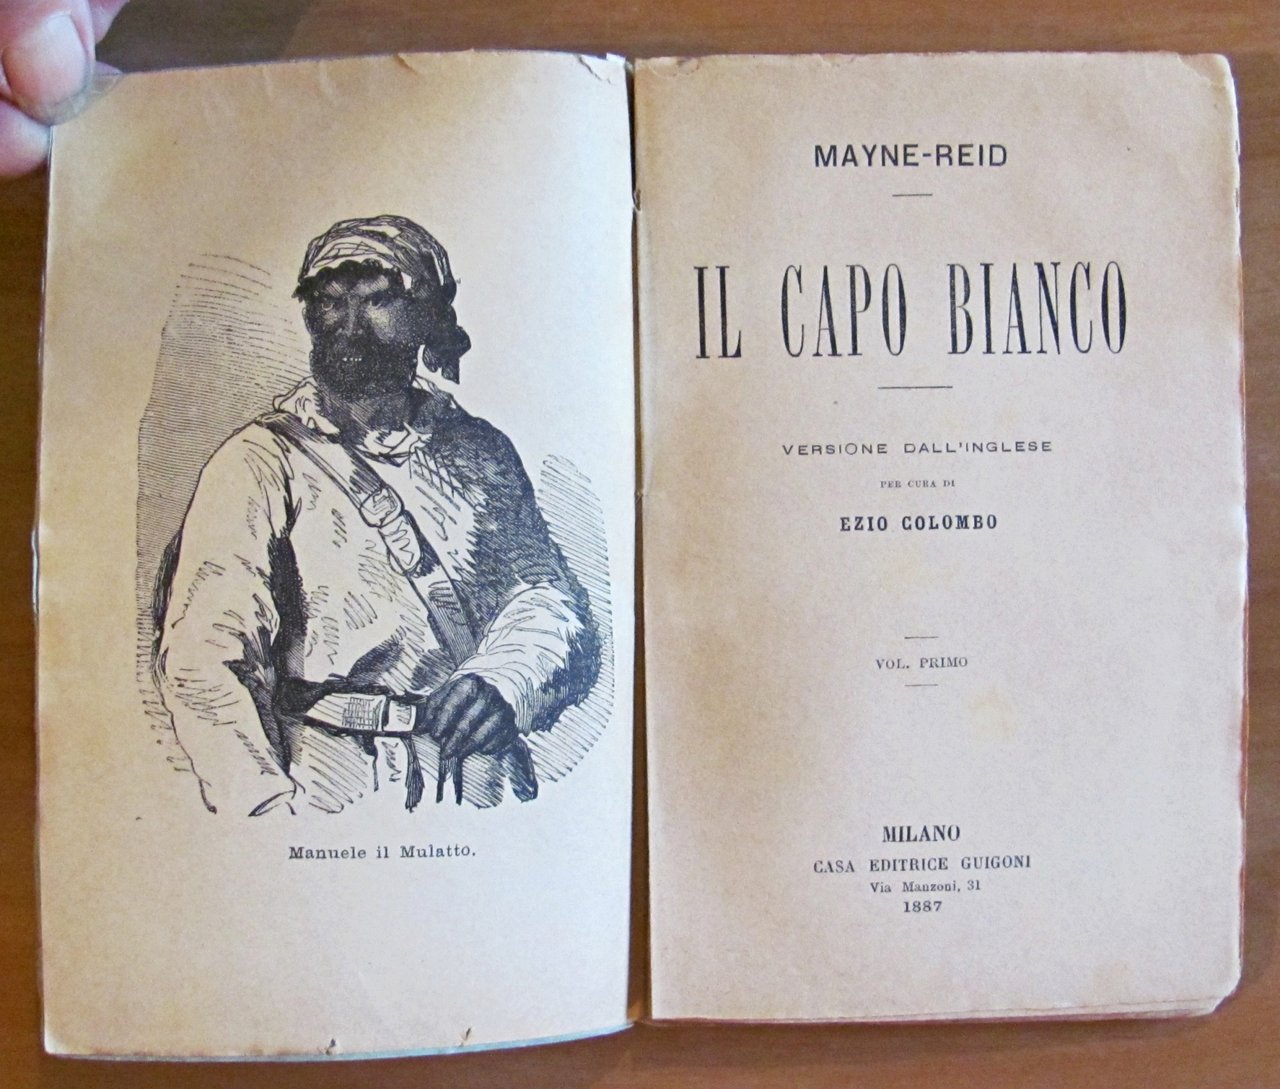 Manuele il Mulatto.
MAYNE-REID
IL CAPO BIANCO
VERSIONE DALL'INGLESE
PER CURA DI
EZIO COLOMBO
VOL. PRIMO
MILANO
CASA EDITRICE GUIGONI
Via Manzoni, 31
1887